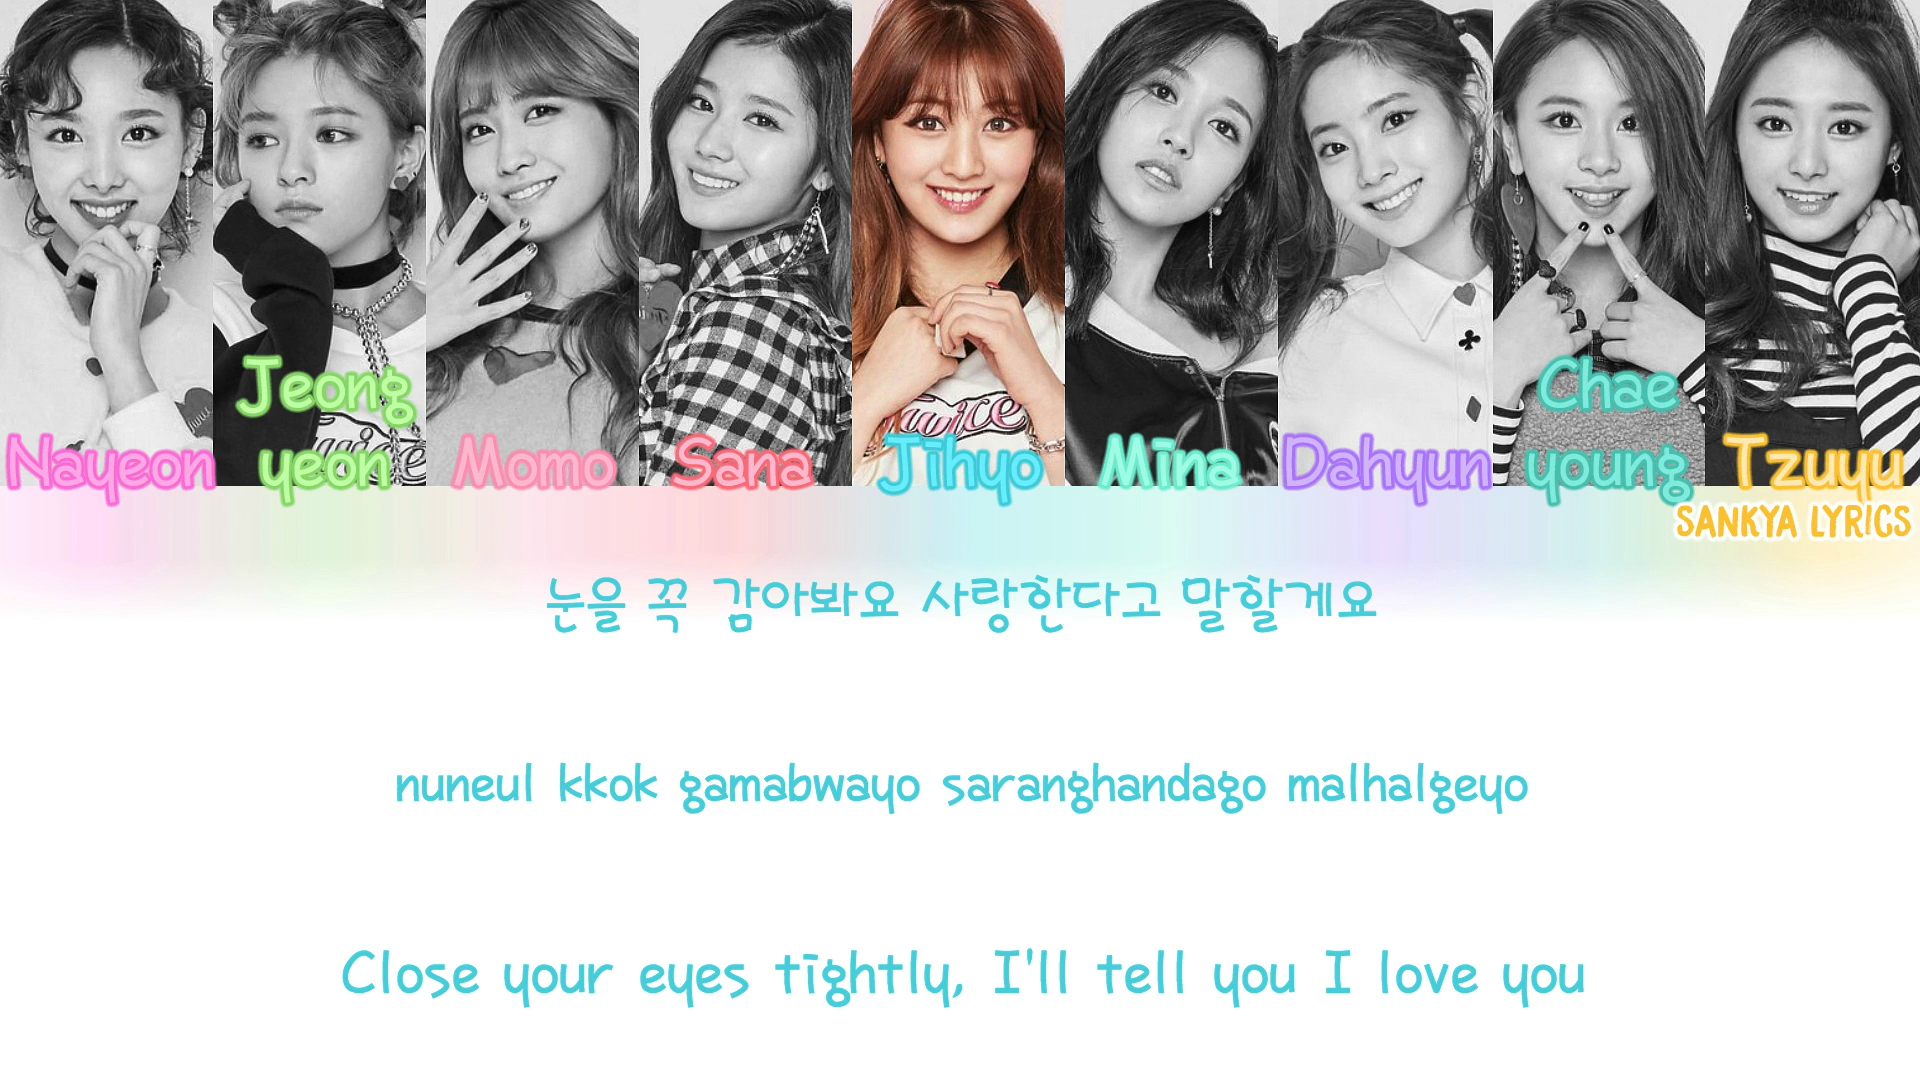 Nayeon
Jeong
yeon
Momo
Sana
Jihyo
Mina
Dahyun
Chae
young
Tzuyu
SANKYA LYRICS
눈을 꼭 감아봐요 사랑한다고 말할게요
nuneul kkok gamabwayo saranghandago malhalgeyo
Close your eyes tightly, I'll tell you I love you